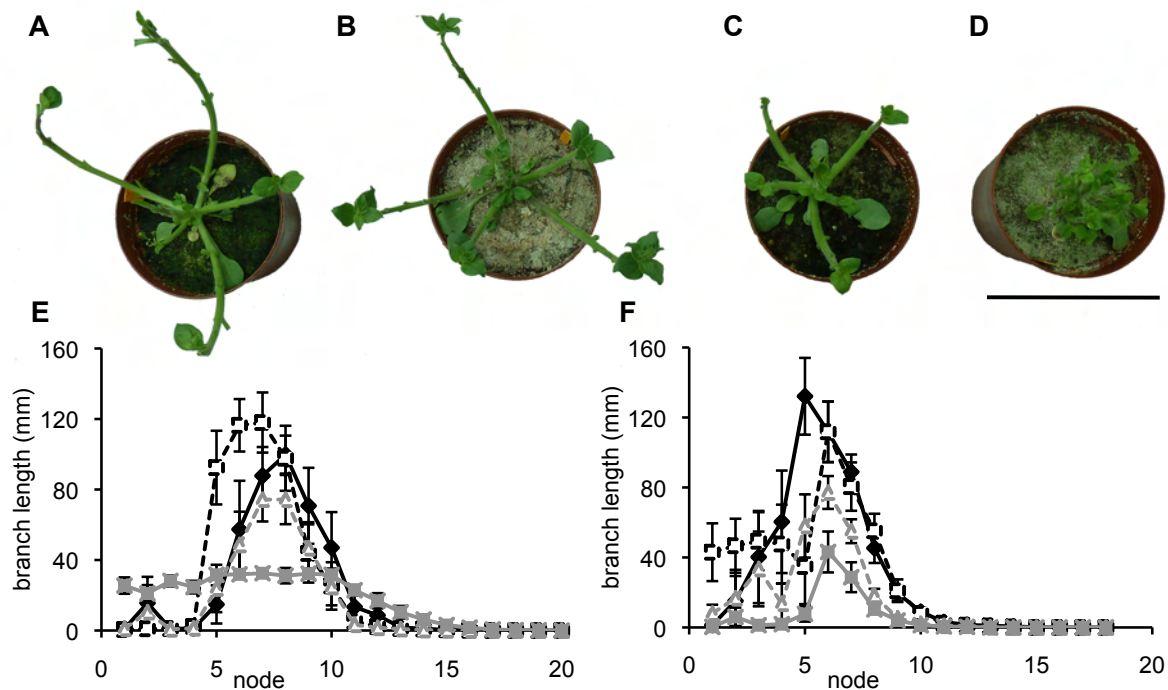 A B C D
E F
160 160
120 120
80 80
40 40
0 0
branch length (mm) branch length (mm)
0 5 10 15 20 0 5 10 15 20
node node